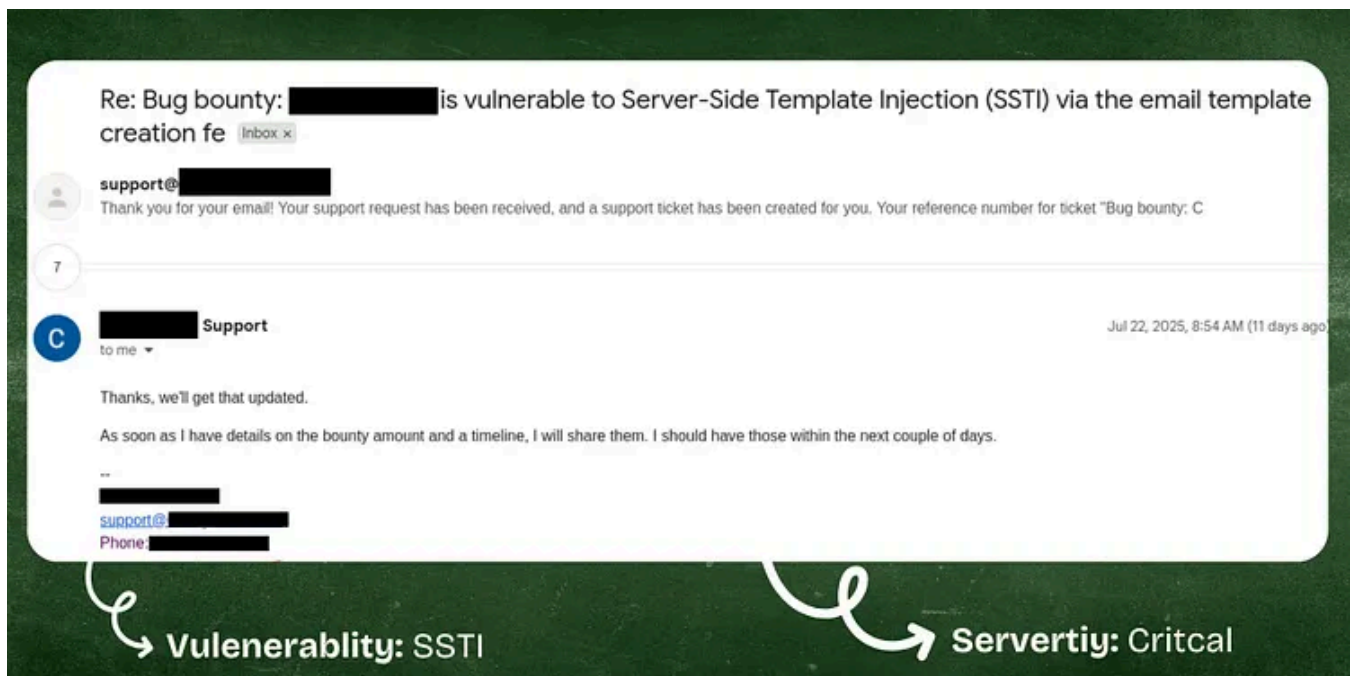 Re: Bug bounty: is vulnerable to Server-Side Template Injection (SSTI) via the email template
creation fe Inbox ×
support@
Thank you for your email! Your support request has been received, and a support ticket has been created for you. Your reference number for ticket "Bug bounty: C
7
C
Support
Jul 22, 2025, 8:54 AM (11 days ago)
to me
Thanks, we'll get that updated.
As soon as I have details on the bounty amount and a timeline, I will share them. I should have those within the next couple of days.
--
support@
Phone:
Vulenerablity: SSTI
Servertiy: Critcal